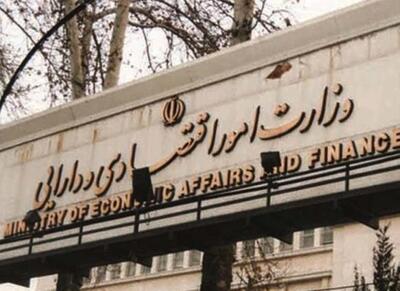 وزارت امور اقتصادی و دارایی
MINISTRY OF ECONOMIC AFFAIRS AND FINANCE